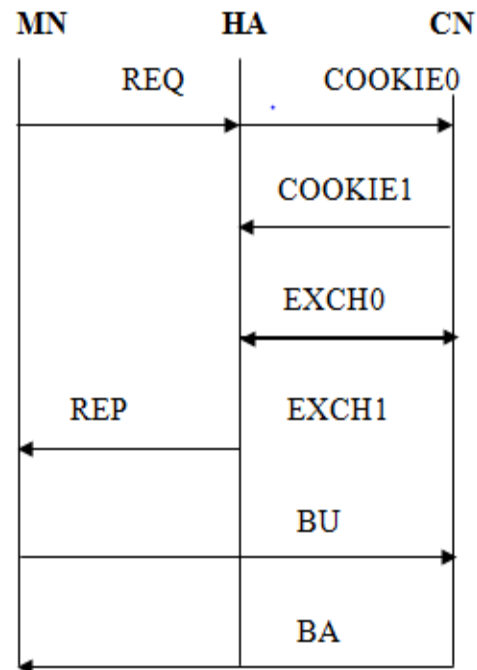 MN HA CN
REQ COOKIE0
COOKIE1
EXCH0
REP EXCH1
BU
BA